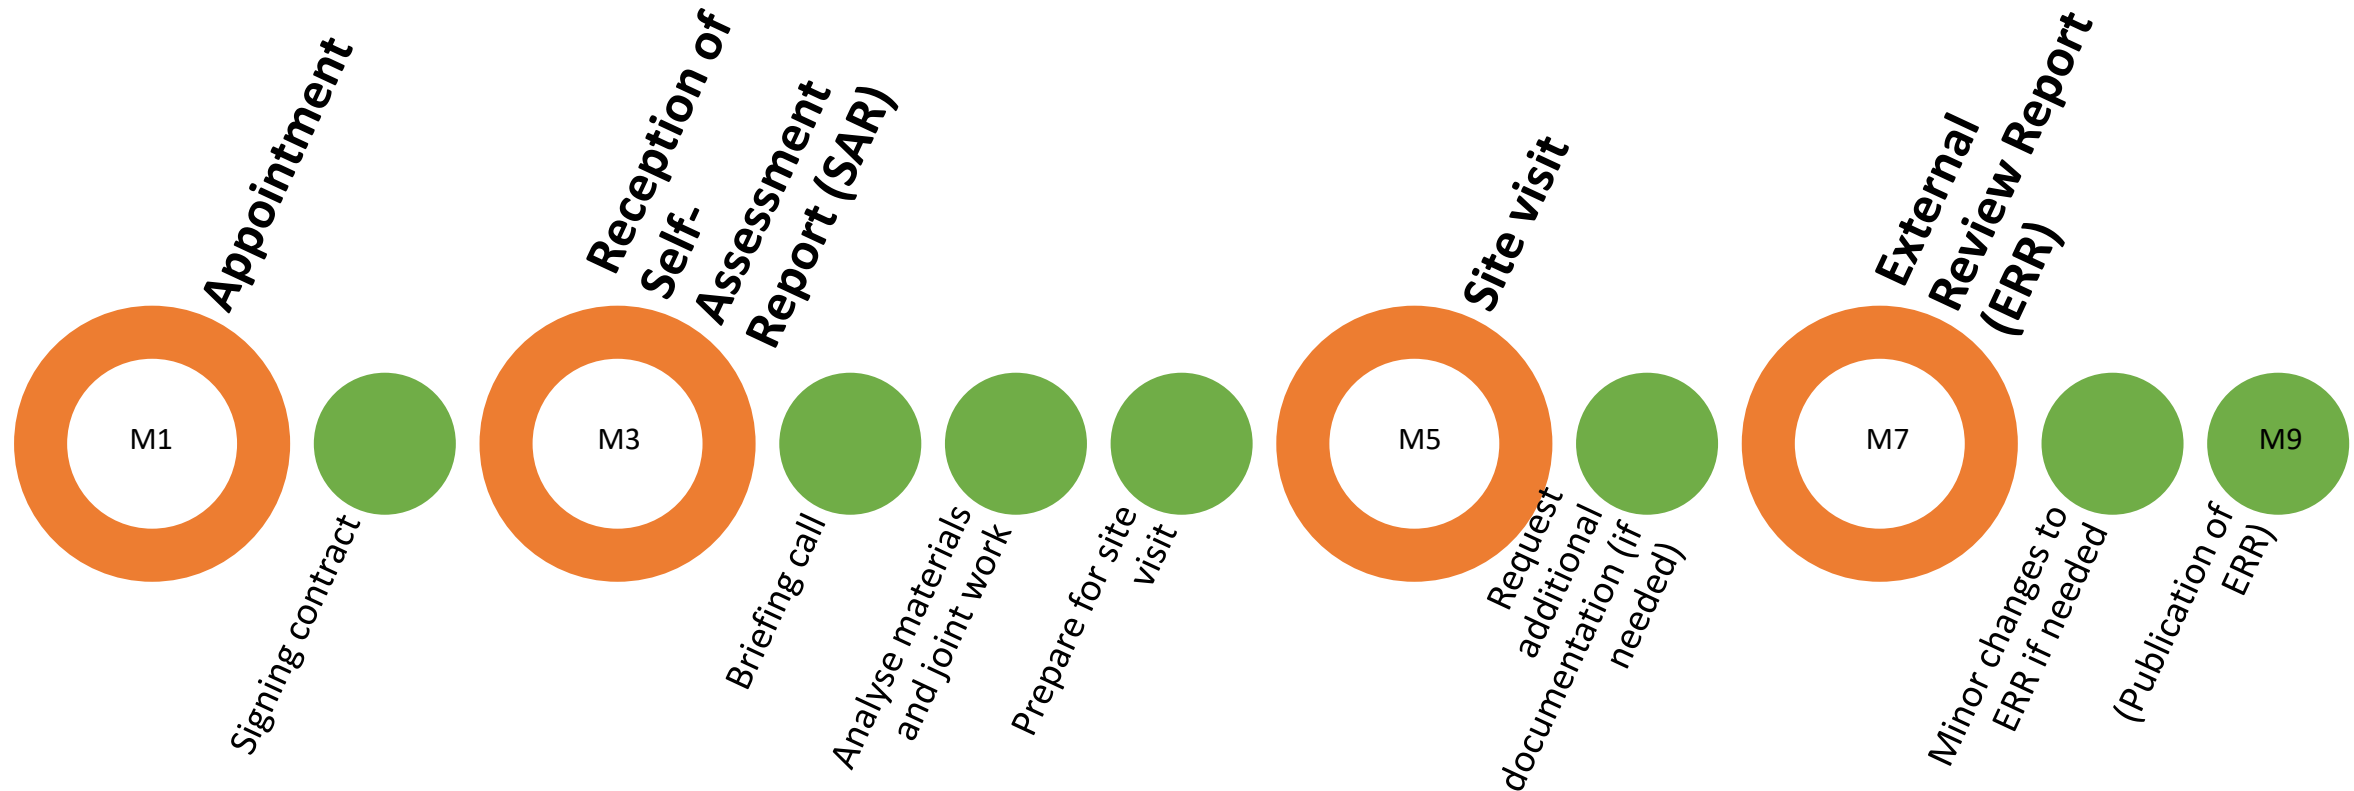 Appointment
M1
Signing contract
Reception of
Self-
Assessment
Report (SAR)
M3
Briefing call
Analyse materials
and joint work
Prepare for site
visit
Site visit
M5
Request
additional
documentation (if
needed)
External
Review Report
(ERR)
M7
Minor changes to
ERR if needed
M9
(Publication of
ERR)